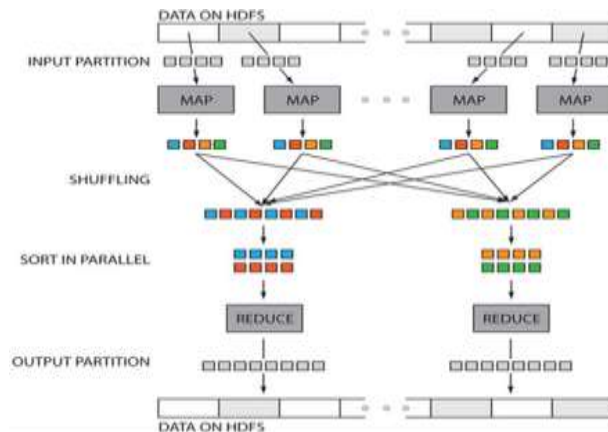 DATA ON HDFS
INPUT PARTITION
MAP MAP MAP MAP
SHUFFLING
SORT IN PARALLEL
REDUCE REDUCE
OUTPUT PARTITION
DATA ON HDFS